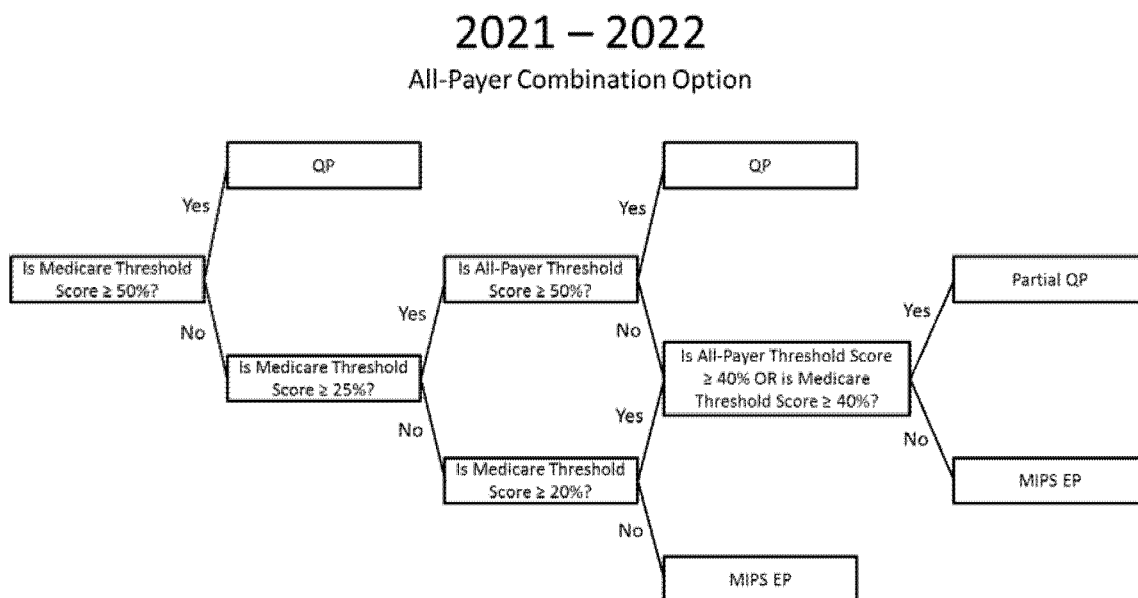 2021 – 2022
All-Payer Combination Option
QP
QP
Yes
Yes
Is Medicare Threshold
Score ≥ 50%?
Is All-Payer Threshold
Score ≥ 50%?
Partial QP
Yes
Yes
No
No
Is Medicare Threshold
Score ≥ 25%?
Is All-Payer Threshold Score
≥ 40% OR is Medicare
Threshold Score ≥ 40%?
Yes
No
No
Is Medicare Threshold
Score ≥ 20%?
MIPS EP
No
MIPS EP